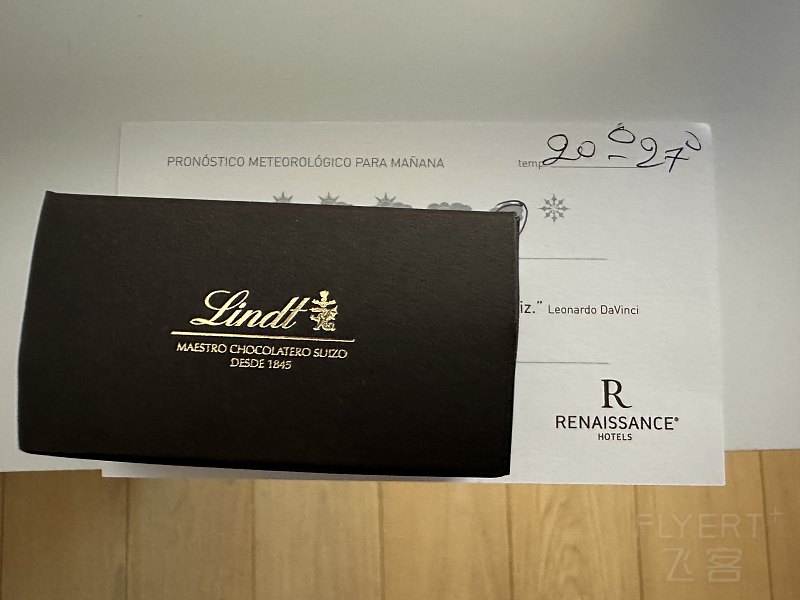 PRONÓSTICO METEOROLÓGICO PARA MAÑANA
temp 20° - 27°
Lindt
MAESTRO CHOCOLATERO SUIZO
DESDE 1845
iz.” Leonardo DaVinci
R
RENAISSANCE®
HOTELS
FLYERT+
飞客